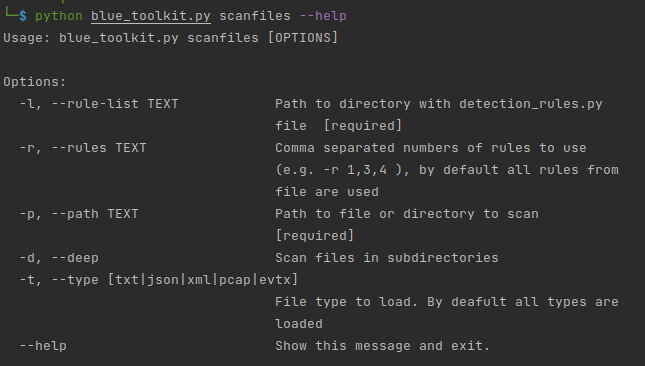 └─$ python blue_toolkit.py scanfiles --help
Usage: blue_toolkit.py scanfiles [OPTIONS]

Options:
  -l, --rule-list TEXT            Path to directory with detection_rules.py
                                  file  [required]
  -r, --rules TEXT                Comma separated numbers of rules to use
                                  (e.g. -r 1,3,4 ), by default all rules from
                                  file are used
  -p, --path TEXT                 Path to file or directory to scan
                                  [required]
  -d, --deep                      Scan files in subdirectories
  -t, --type [txt|json|xml|pcap|evtx]
                                  File type to load. By deafult all types are
                                  loaded
  --help                          Show this message and exit.